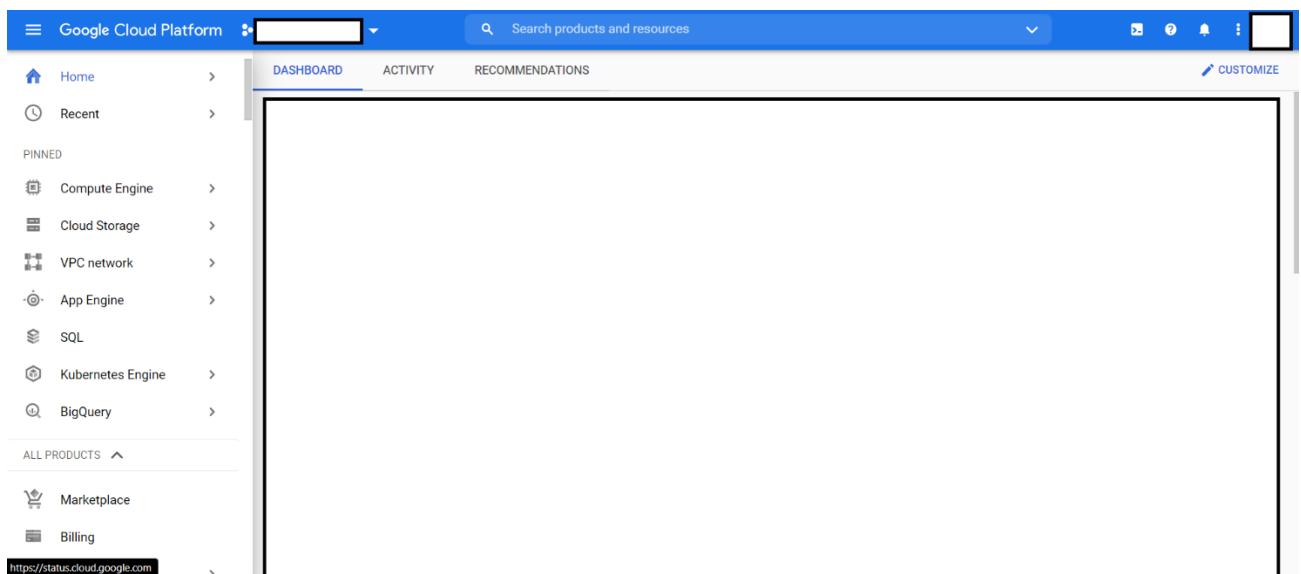 Google Cloud Platform
Search products and resources
Home
Recent
PINNED
Compute Engine
Cloud Storage
VPC network
App Engine
SQL
Kubernetes Engine
BigQuery
ALL PRODUCTS
Marketplace
Billing
https://status.cloud.google.com
DASHBOARD ACTIVITY RECOMMENDATIONS
CUSTOMIZE